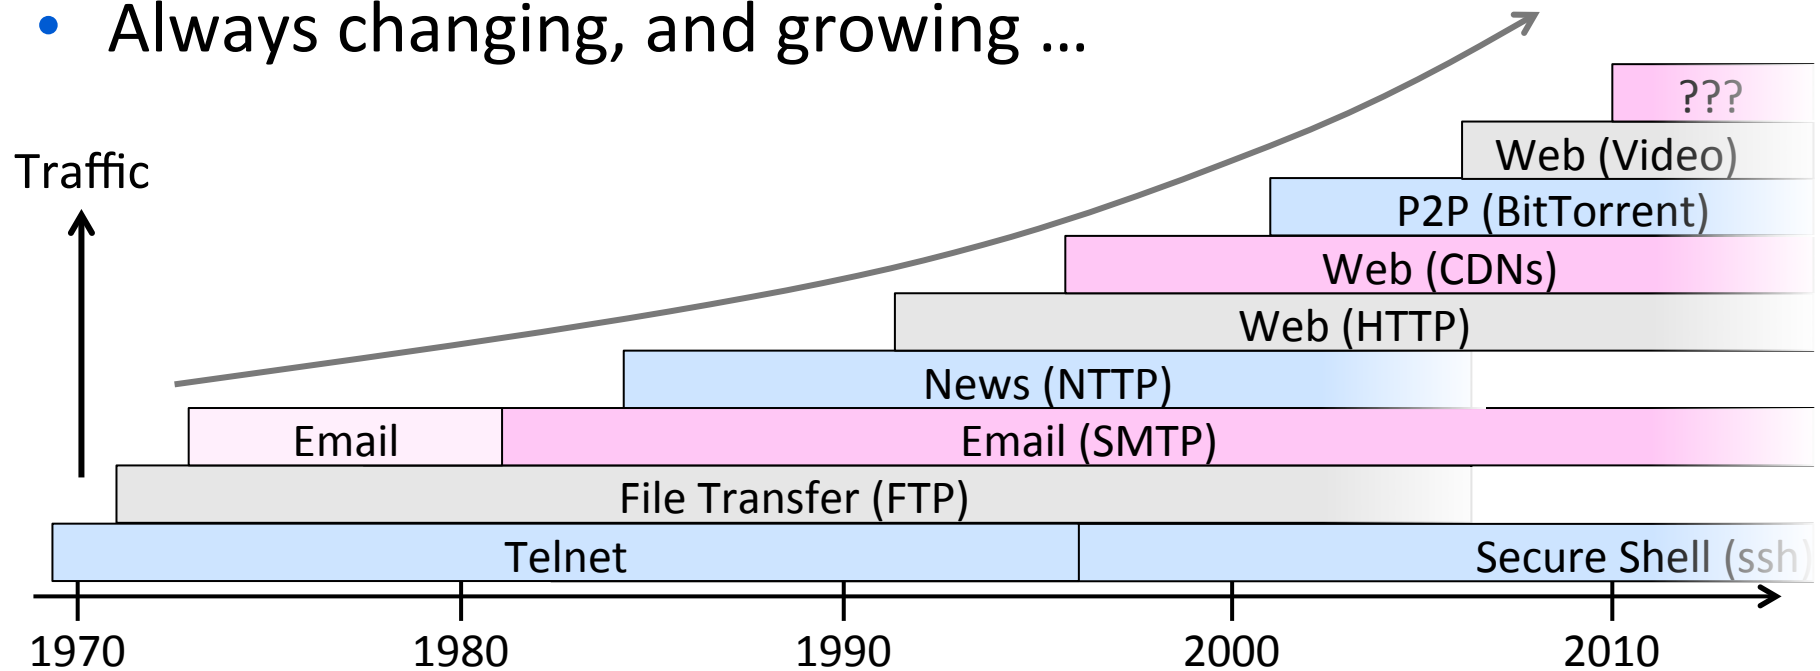 • Always changing, and growing …
???
Web (Video)
Traffic
P2P (BitTorrent)
Web (CDNs)
Web (HTTP)
News (NTTP)
Email Email (SMTP)
File Transfer (FTP)
Telnet Secure Shell (ssh)
1970 1980 1990 2000 2010